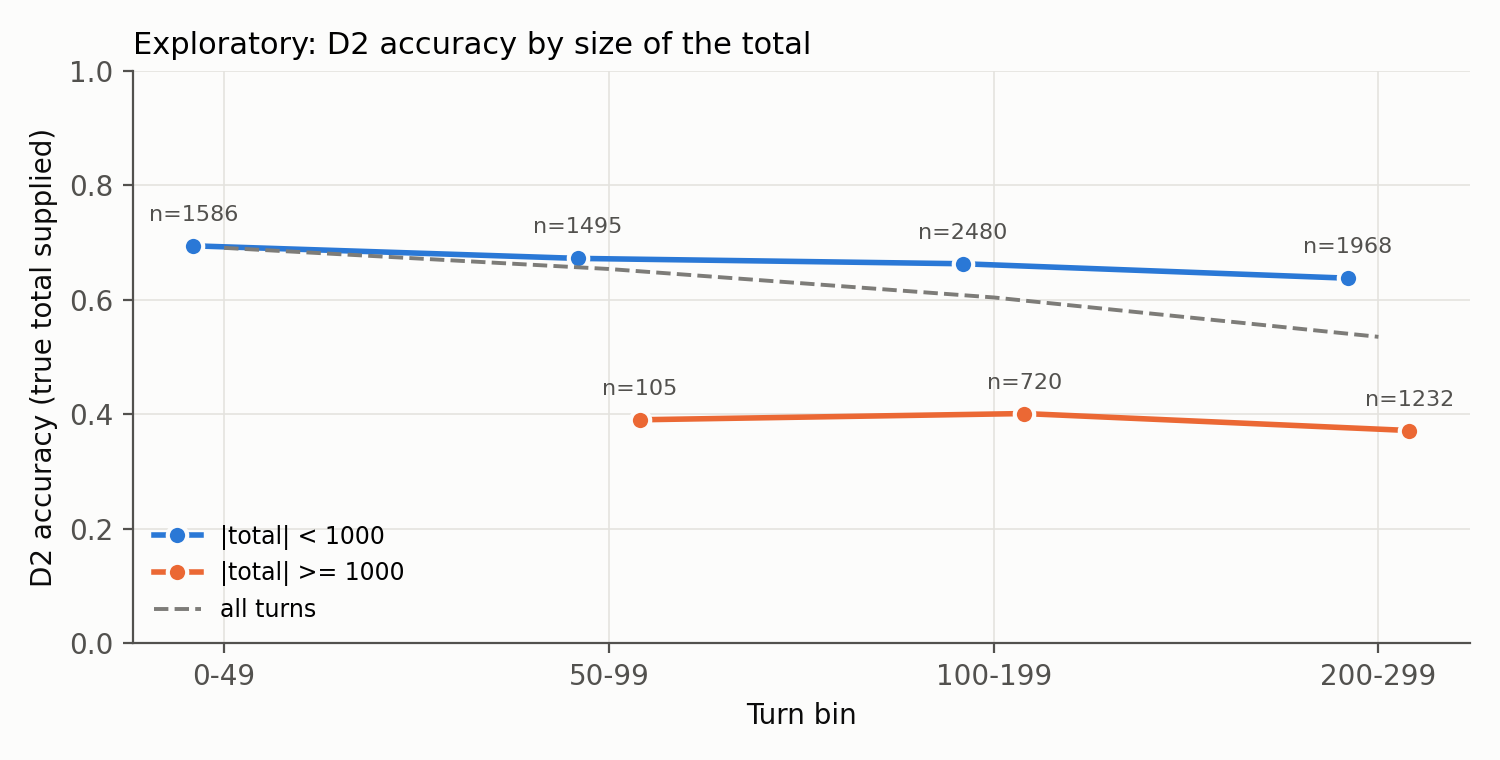 Exploratory: D2 accuracy by size of the total
D2 accuracy (true total supplied)
1.0
0.8
0.6
0.4
0.2
0.0
n=1586
n=1495
n=2480
n=1968
n=105
n=720
n=1232
|total| < 1000
|total| >= 1000
all turns
0-49
50-99
100-199
200-299
Turn bin